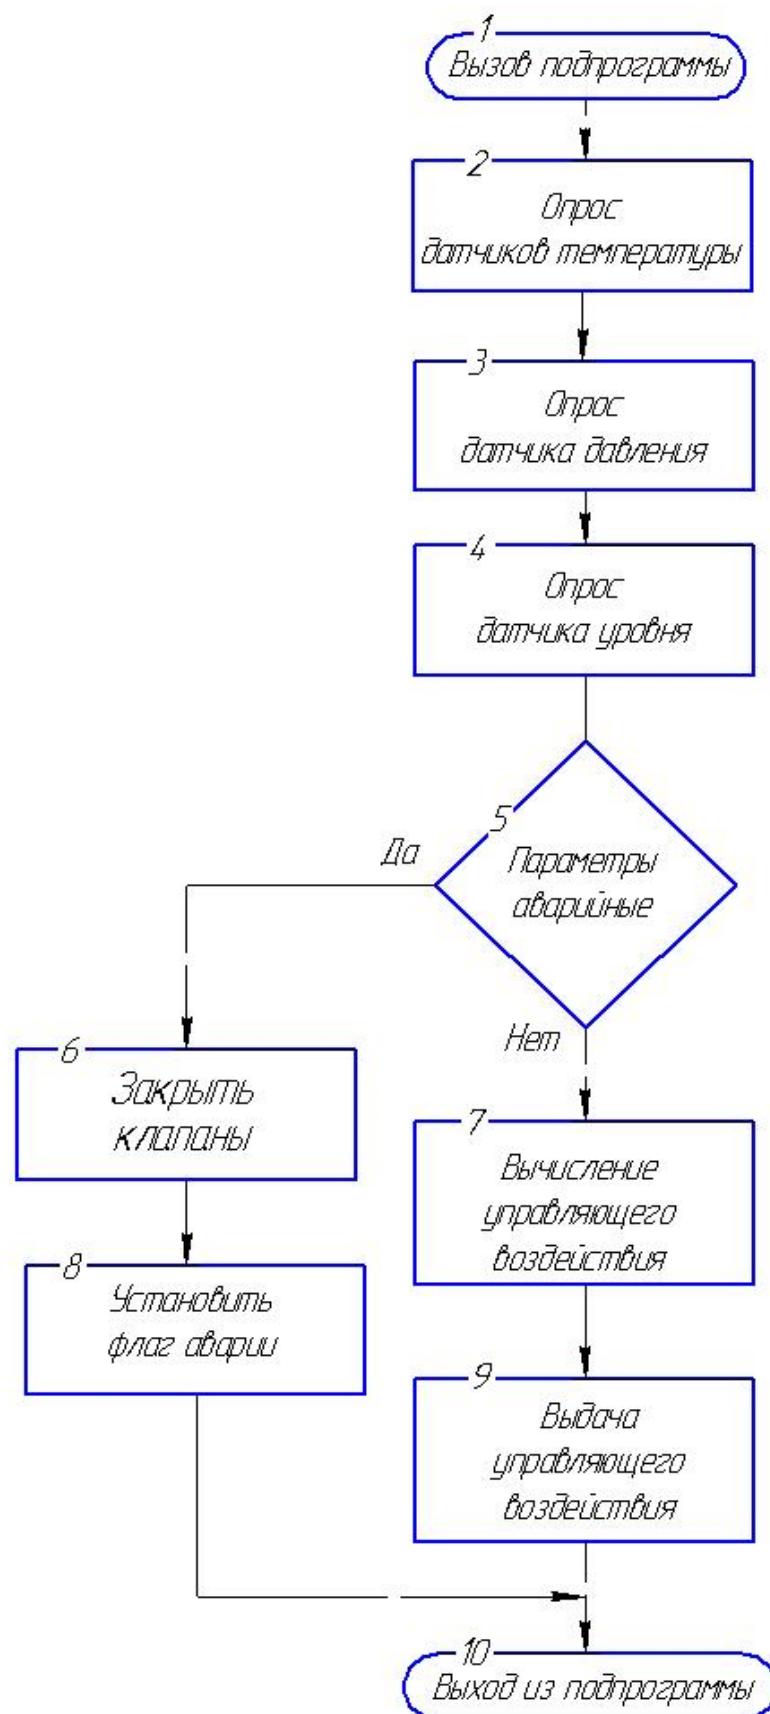 1
Вызов подпрограммы
2
Опрос
датчиков температуры
3
Опрос
датчика давления
4
Опрос
датчика уровня
5
Параметры
аварийные
Да
Нет
6
Закрыть
клапаны
7
Вычисление
управляющего
воздействия
8
Установить
флаг аварии
9
Выдача
управляющего
воздействия
10
Выход из подпрограммы